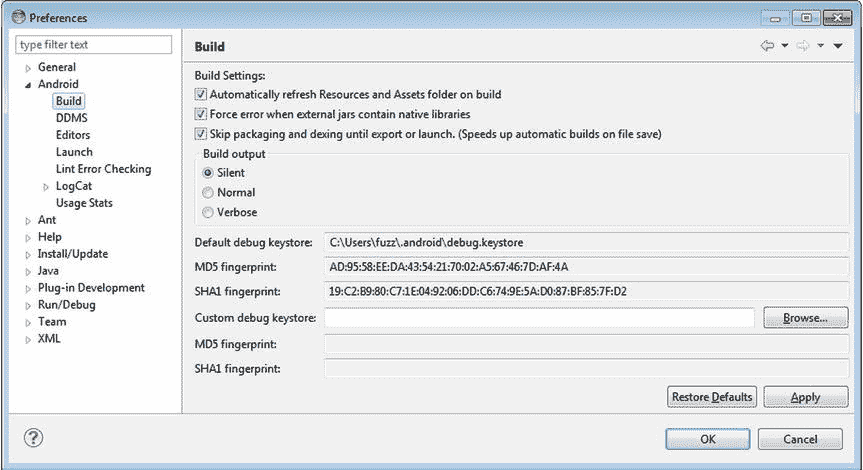 Preferences
type filter text
General
Android
Build
DDMS
Editors
Launch
Lint Error Checking
LogCat
Usage Stats
Ant
Help
Install/Update
Java
Plug-in Development
Run/Debug
Team
XML
Build
Build Settings:
Automatically refresh Resources and Assets folder on build
Force error when external jars contain native libraries
Skip packaging and dexing until export or launch. (Speeds up automatic builds on file save)
Build output
Silent
Normal
Verbose
Default debug keystore: C:\Users\fuzz\.android\debug.keystore
MD5 fingerprint: AD:95:58:EE:DA:43:54:21:70:02:A5:67:46:7D:AF:4A
SHA1 fingerprint: 19:C2:B9:80:C7:1E:04:92:06:DD:C6:74:9E:5A:D0:87:BF:85:7F:D2
Custom debug keystore: Browse...
MD5 fingerprint:
SHA1 fingerprint:
Restore Defaults Apply
OK Cancel